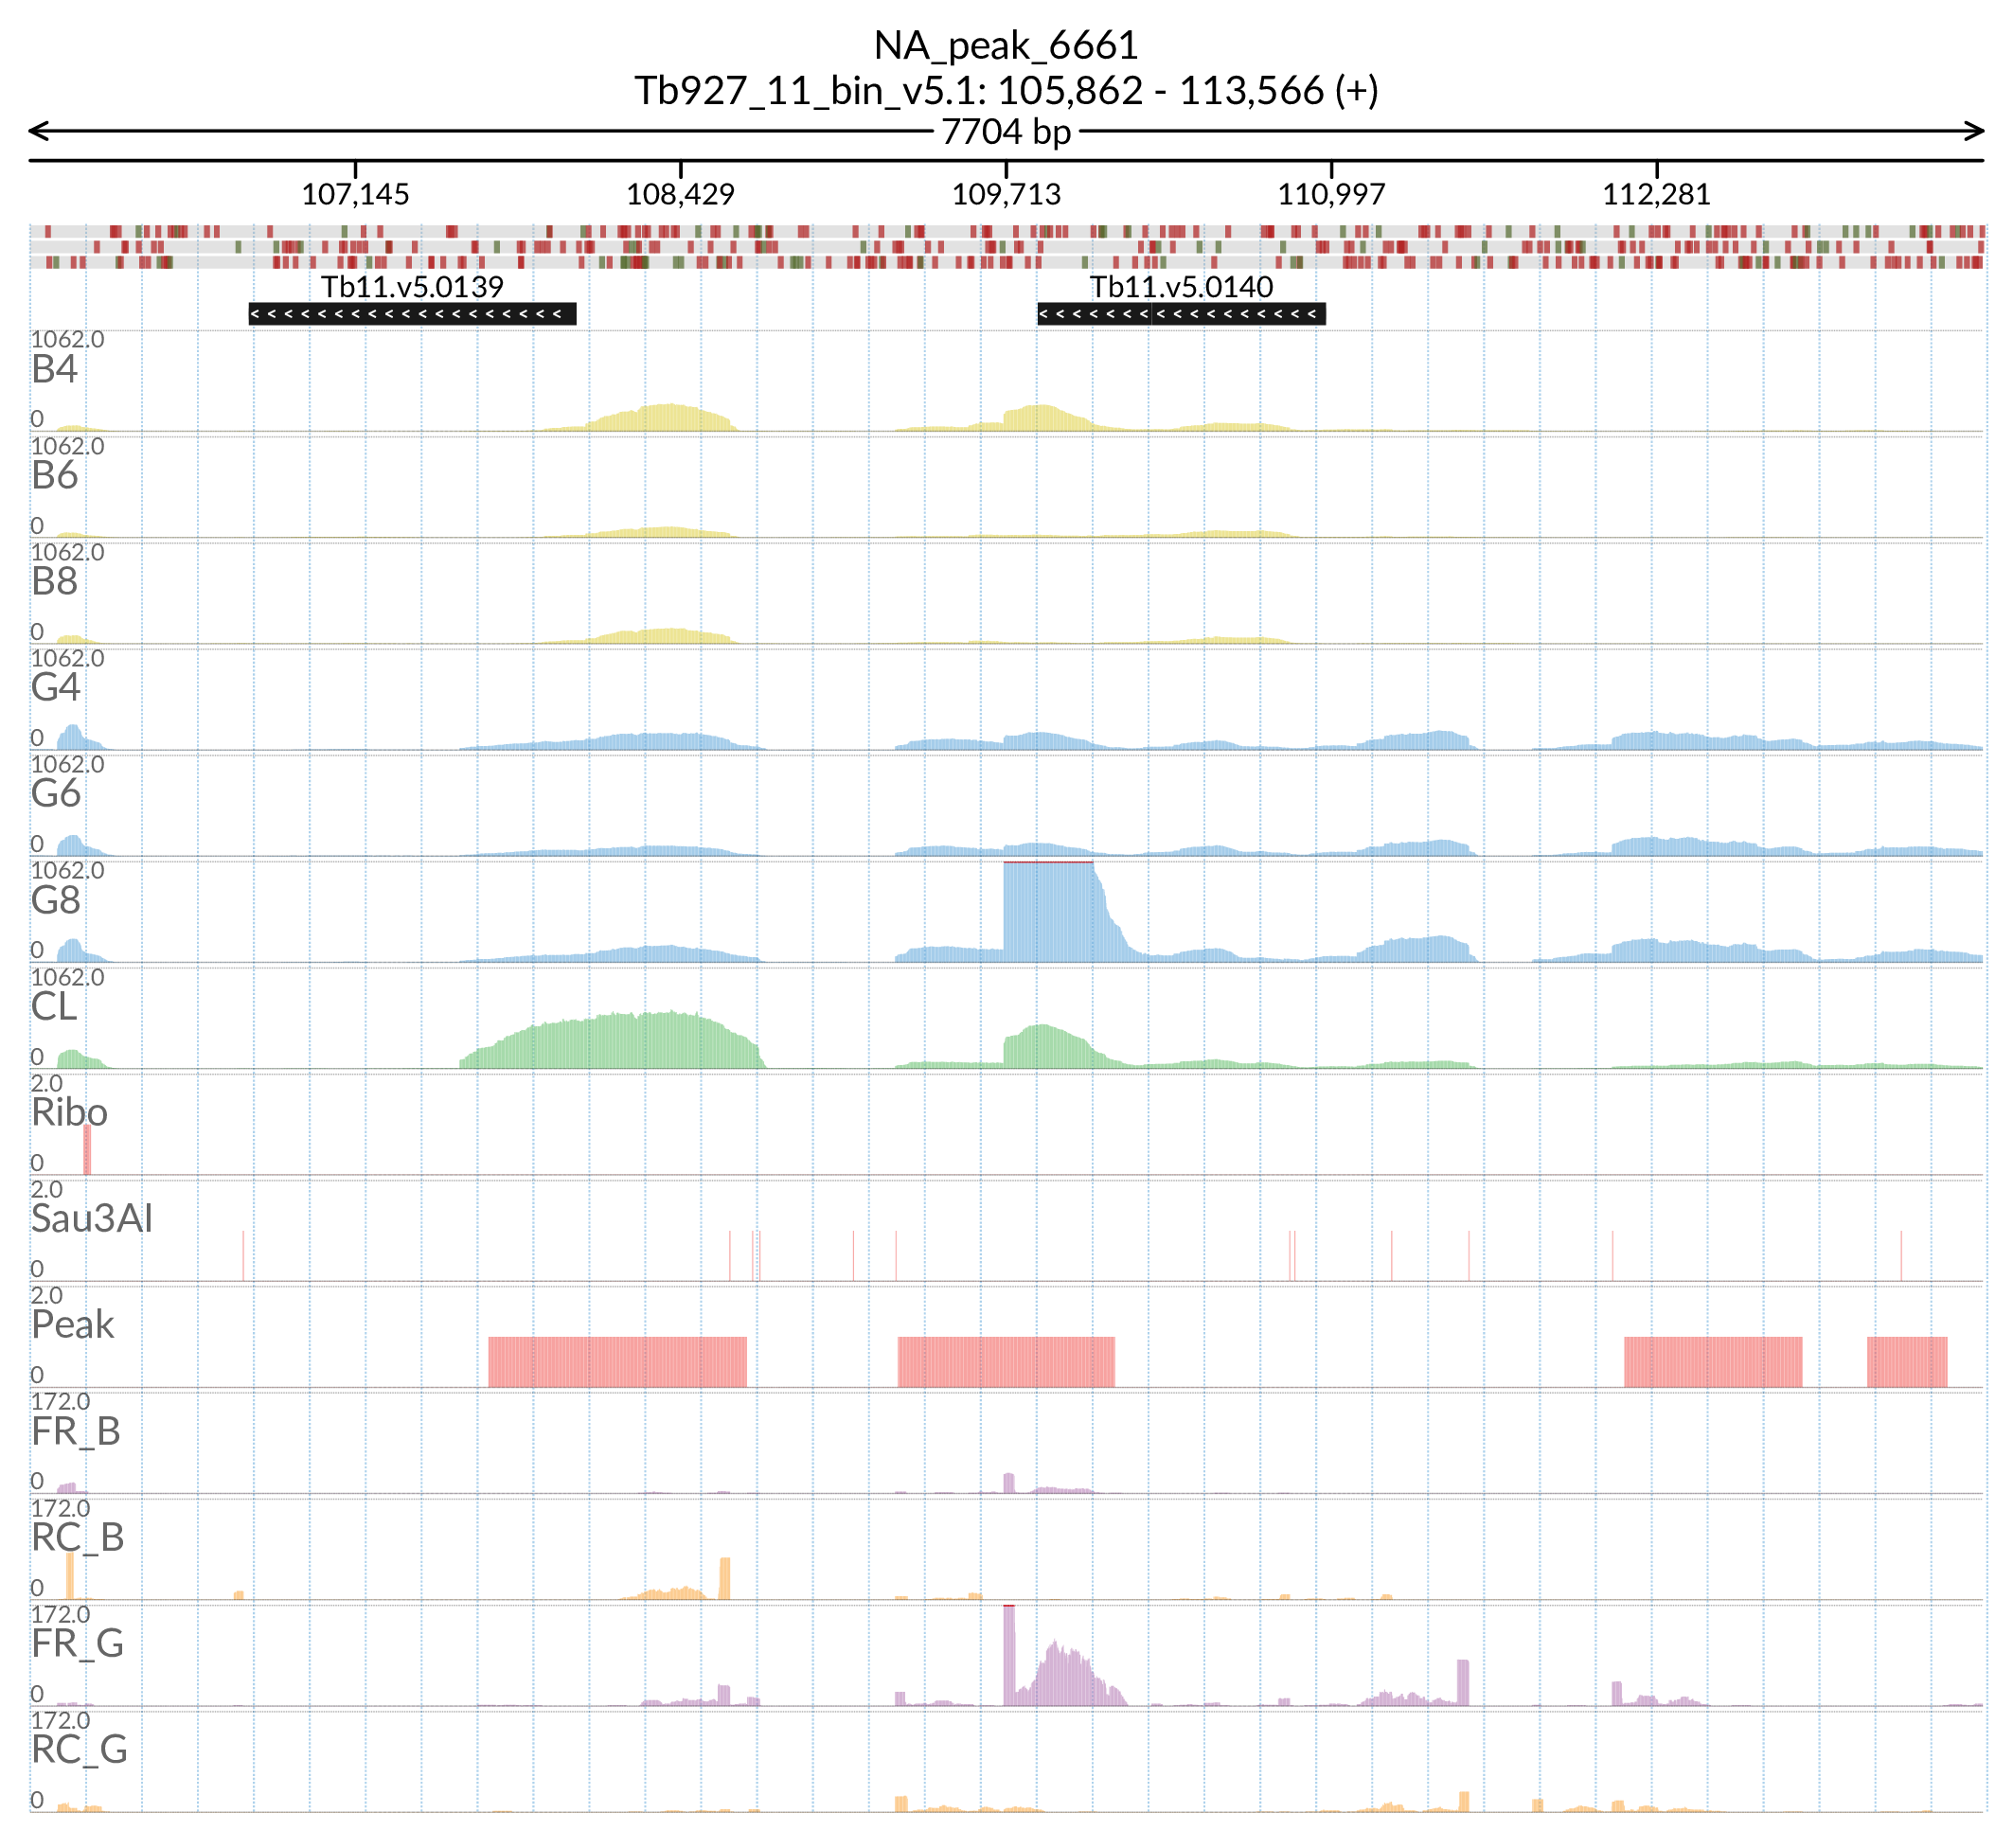 NA_peak_6661
Tb927_11_bin_v5.1: 105,862 - 113,566 (+)
7704 bp
107,145 108,429 109,713 110,997 112,281
Tb11.v5.0139 Tb11.v5.0140
1062.0
B4
0
1062.0
B6
0
1062.0
B8
0
1062.0
G4
0
1062.0
G6
0
1062.0
G8
0
1062.0
CL
0
2.0
Ribo
0
2.0
Sau3AI
0
2.0
Peak
0
172.0
FR_B
0
172.0
RC_B
0
172.0
FR_G
0
172.0
RC_G
0